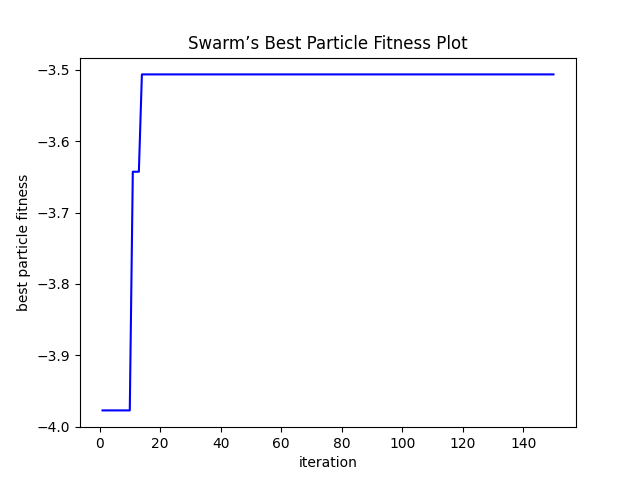 Swarm’s Best Particle Fitness Plot
−3.5
−3.6
−3.7
−3.8
−3.9
−4.0
best particle fitness
0 20 40 60 80 100 120 140
iteration